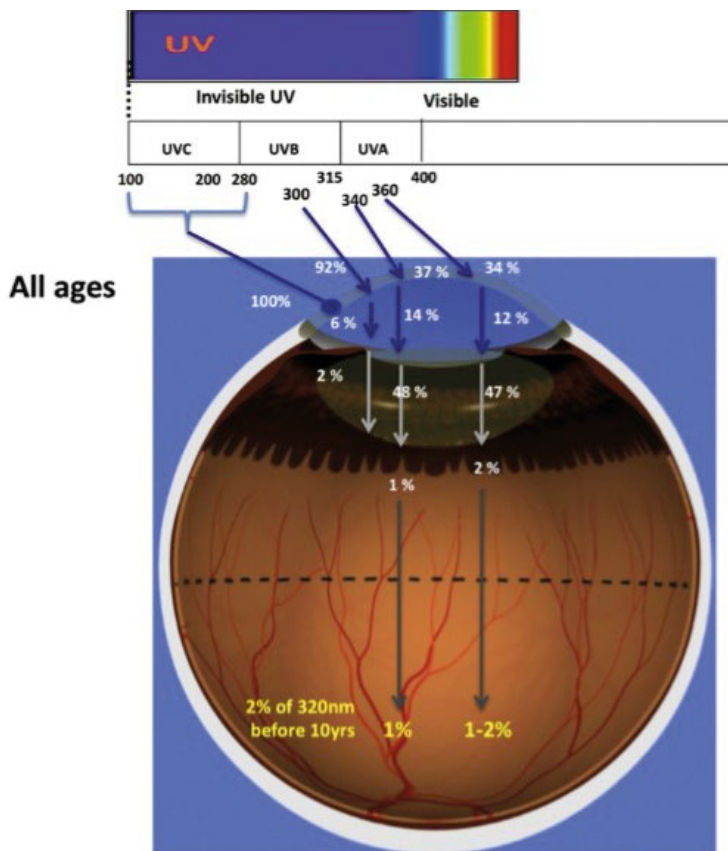 UV
Invisible UV Visible
UVC UVB UVA
100 200 280 315 400
300 340 360
All ages
92% 37 % 34 %
100%
6 % 14 % 12 %
2 % 48 % 47 %
1 % 2 %
2% of 320nm
before 10yrs 1% 1-2%